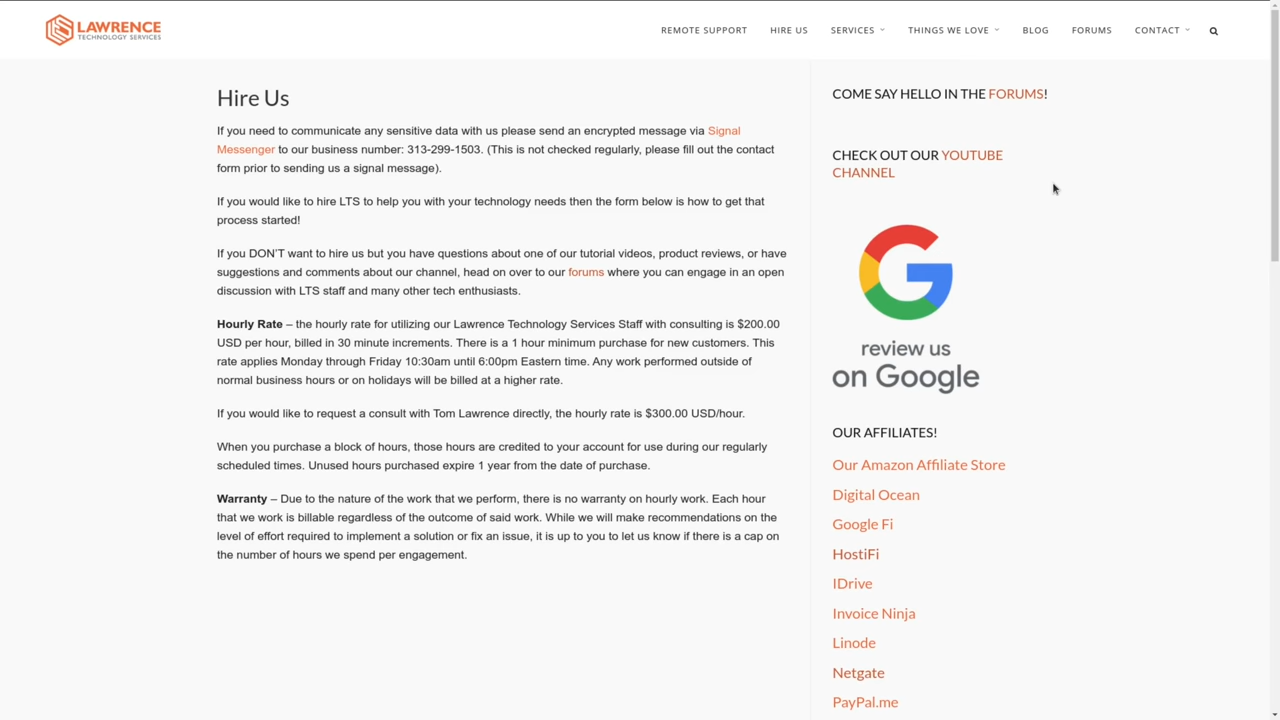 LAWRENCE
TECHNOLOGY SERVICES
REMOTE SUPPORT
HIRE US
SERVICES
THINGS WE LOVE
BLOG
FORUMS
CONTACT
Hire Us
If you need to communicate any sensitive data with us please send an encrypted message via Signal
Messenger to our business number: 313-299-1503. (This is not checked regularly, please fill out the contact
form prior to sending us a signal message).
If you would like to hire LTS to help you with your technology needs then the form below is how to get that
process started!
If you DON'T want to hire us but you have questions about one of our tutorial videos, product reviews, or have
suggestions and comments about our channel, head on over to our forums where you can engage in an open
discussion with LTS staff and many other tech enthusiasts.
Hourly Rate – the hourly rate for utilizing our Lawrence Technology Services Staff with consulting is $200.00
USD per hour, billed in 30 minute increments. There is a 1 hour minimum purchase for new customers. This
rate applies Monday through Friday 10:30am until 6:00pm Eastern time. Any work performed outside of
normal business hours or on holidays will be billed at a higher rate.
If you would like to request a consult with Tom Lawrence directly, the hourly rate is $300.00 USD/hour.
When you purchase a block of hours, those hours are credited to your account for use during our regularly
scheduled times. Unused hours purchased expire 1 year from the date of purchase.
Warranty – Due to the nature of the work that we perform, there is no warranty on hourly work. Each hour
that we work is billable regardless of the outcome of said work. While we will make recommendations on the
level of effort required to implement a solution or fix an issue, it is up to you to let us know if there is a cap on
the number of hours we spend per engagement.
COME SAY HELLO IN THE FORUMS!
CHECK OUT OUR YOUTUBE
CHANNEL
review us
on Google
OUR AFFILIATES!
Our Amazon Affiliate Store
Digital Ocean
Google Fi
HostiFi
IDrive
Invoice Ninja
Linode
Netgate
PayPal.me